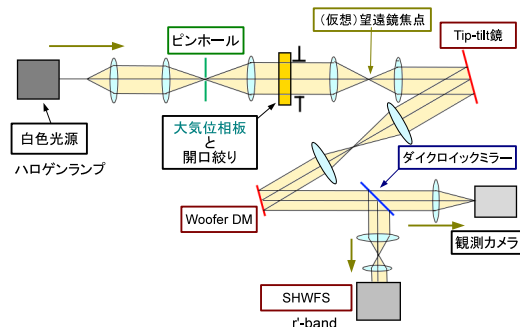 ピンホール
(仮想)望遠鏡焦点
Tip-tilt鏡
白色光源
ハロゲンランプ
大気位相板
と
開口絞り
ダイクロイックミラー
Woofer DM
観測カメラ
SHWFS
r'-band